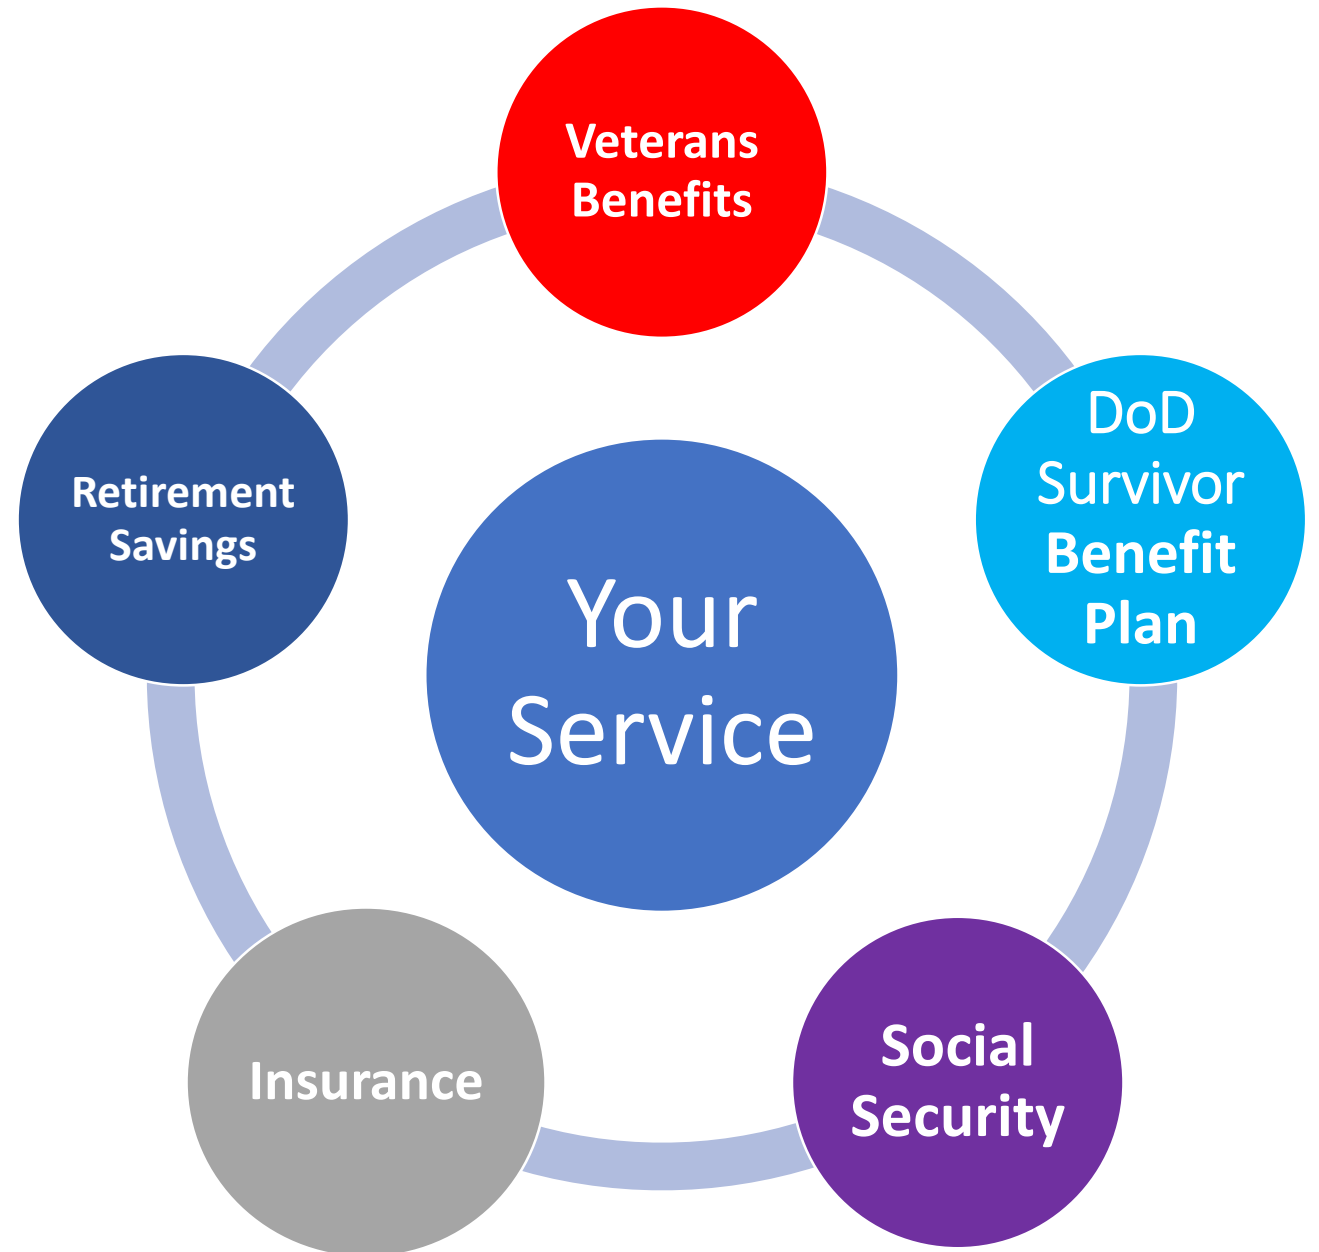 Veterans
Benefits
DoD
Survivor
Benefit
Plan
Retirement
Savings
Your
Service
Social
Security
Insurance